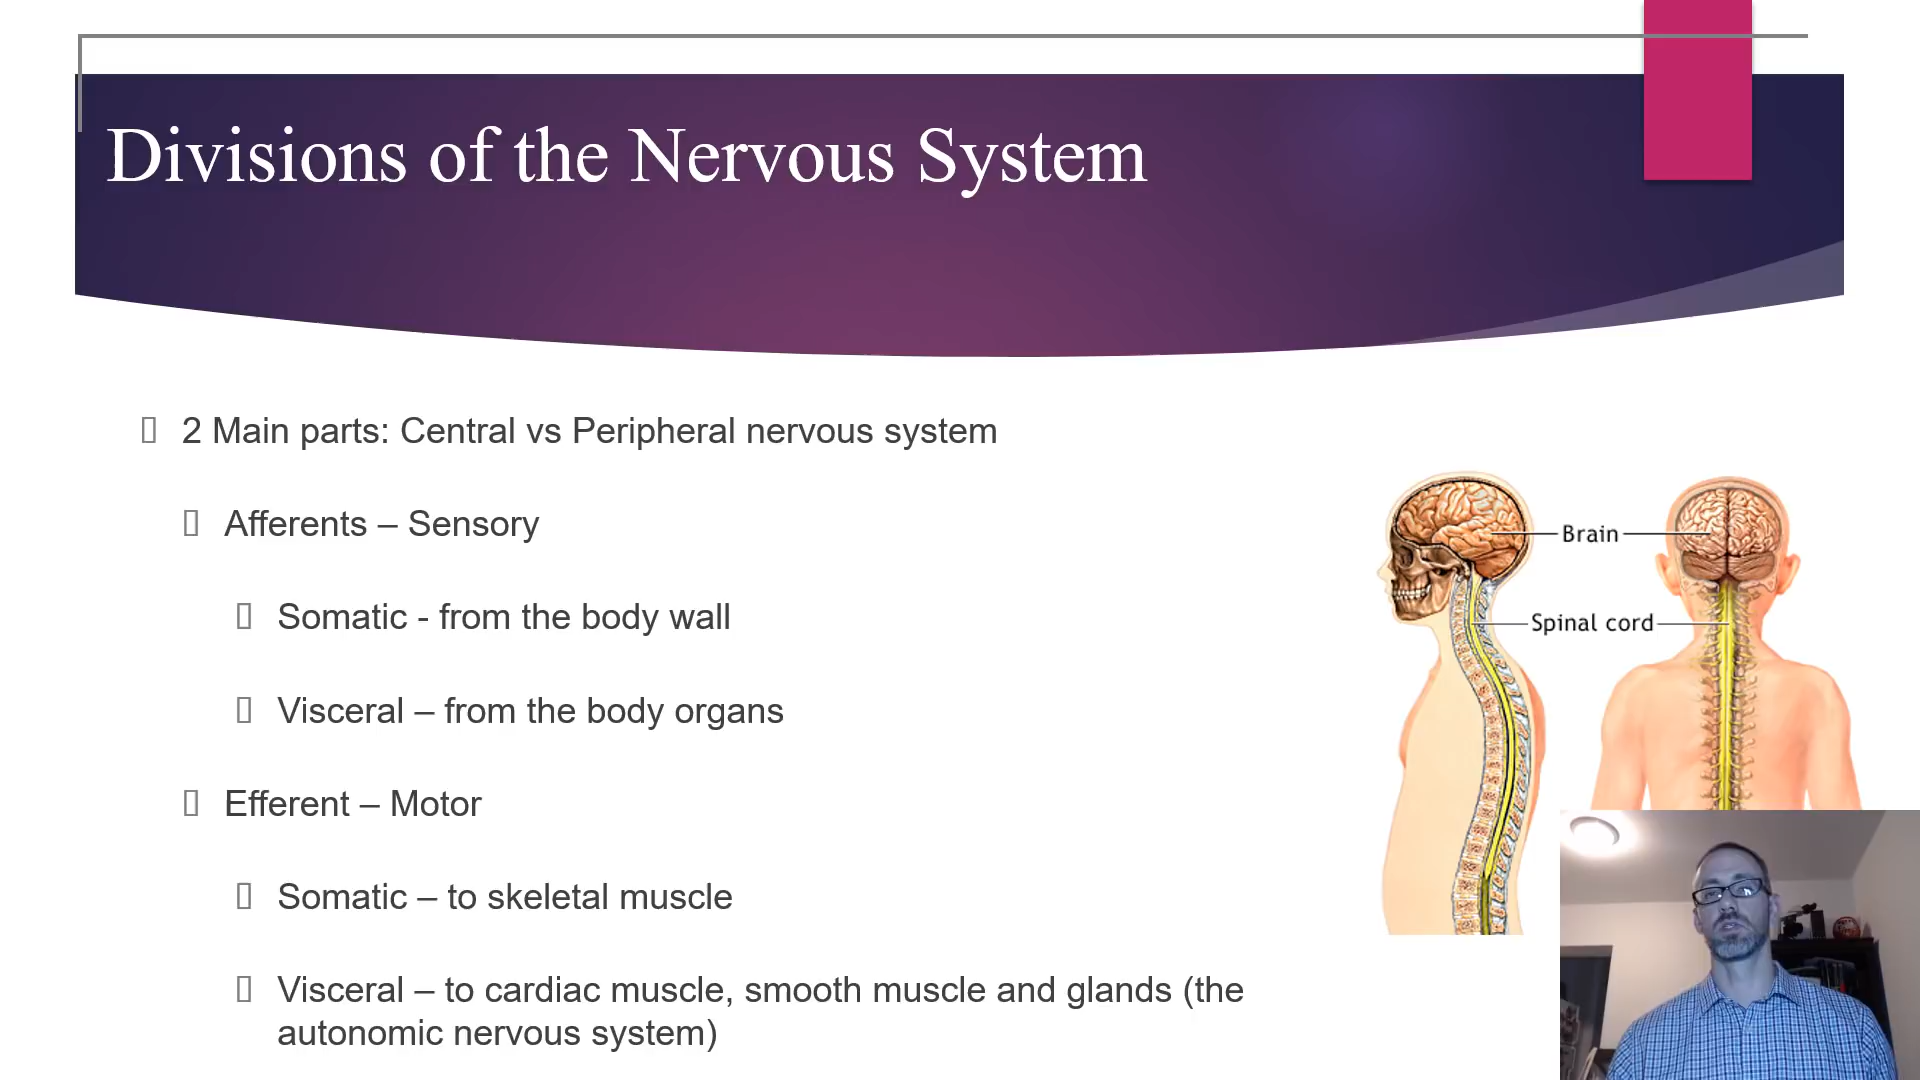 Divisions of the Nervous System
2 Main parts: Central vs Peripheral nervous system
Afferents – Sensory
Somatic - from the body wall
Visceral – from the body organs
Efferent – Motor
Somatic – to skeletal muscle
Visceral – to cardiac muscle, smooth muscle and glands (the
autonomic nervous system)
Brain
Spinal cord